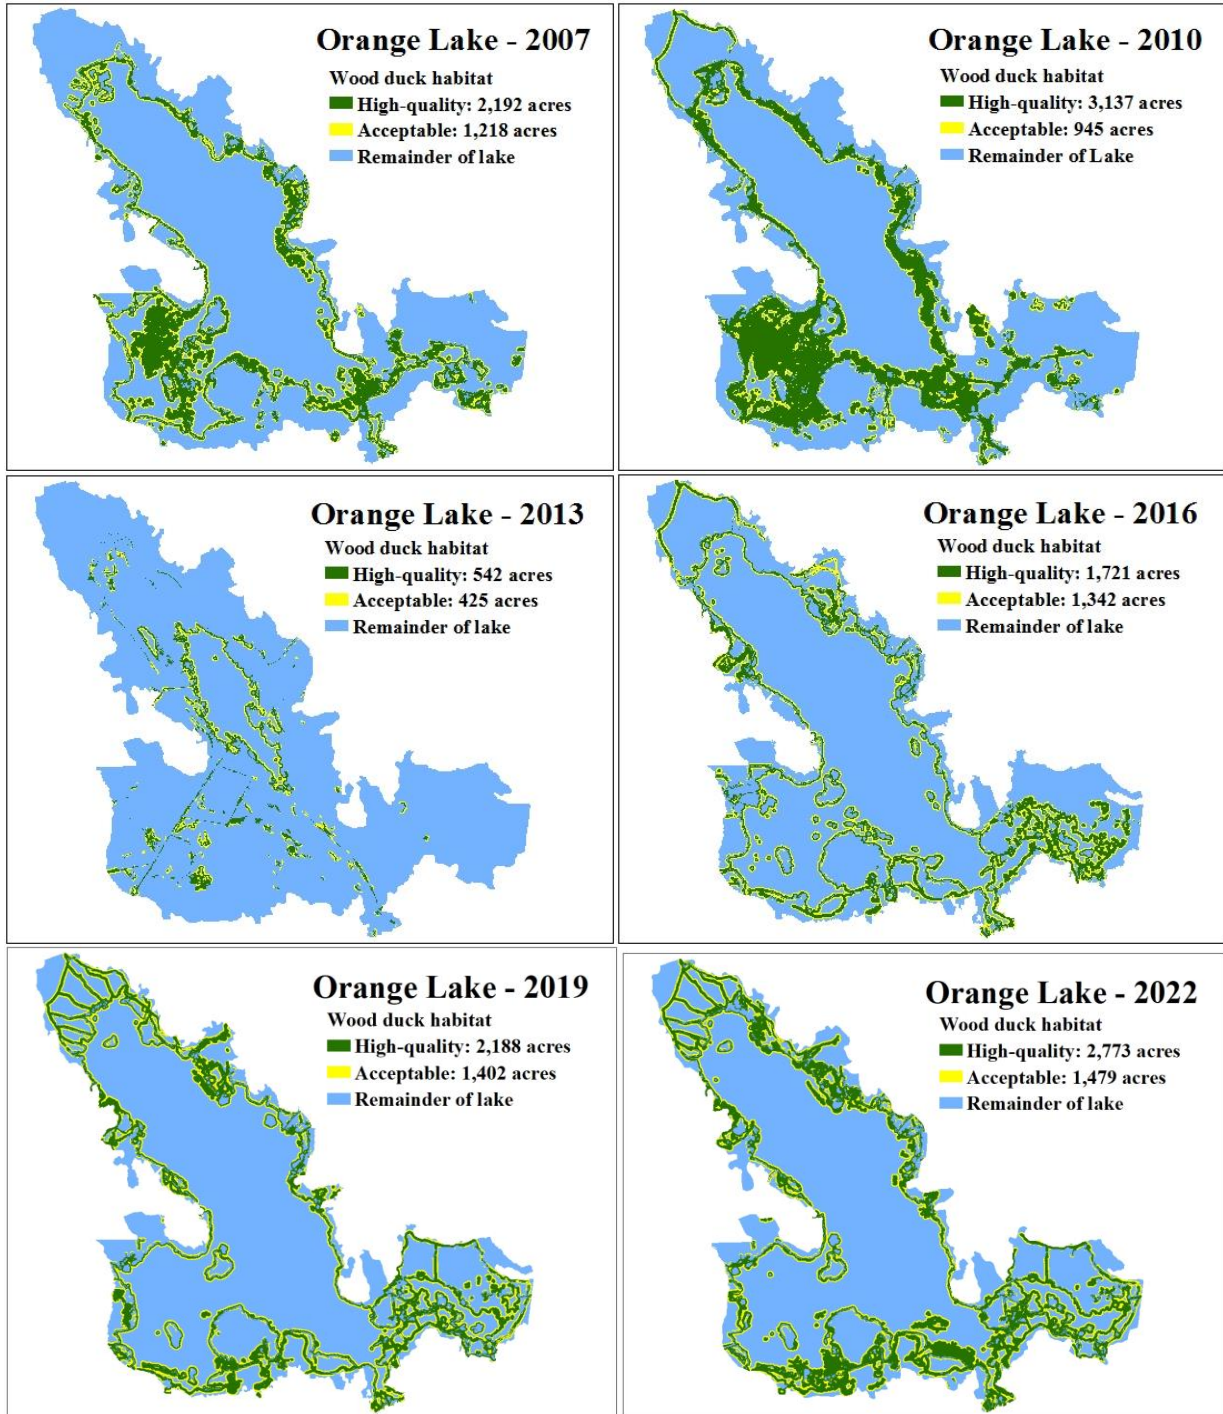 Orange Lake - 2007
Wood duck habitat
High-quality: 2,192 acres
Acceptable: 1,218 acres
Remainder of lake
Orange Lake - 2010
Wood duck habitat
High-quality: 3,137 acres
Acceptable: 945 acres
Remainder of Lake
Orange Lake - 2013
Wood duck habitat
High-quality: 542 acres
Acceptable: 425 acres
Remainder of lake
Orange Lake - 2016
Wood duck habitat
High-quality: 1,721 acres
Acceptable: 1,342 acres
Remainder of lake
Orange Lake - 2019
Wood duck habitat
High-quality: 2,188 acres
Acceptable: 1,402 acres
Remainder of lake
Orange Lake - 2022
Wood duck habitat
High-quality: 2,773 acres
Acceptable: 1,479 acres
Remainder of lake